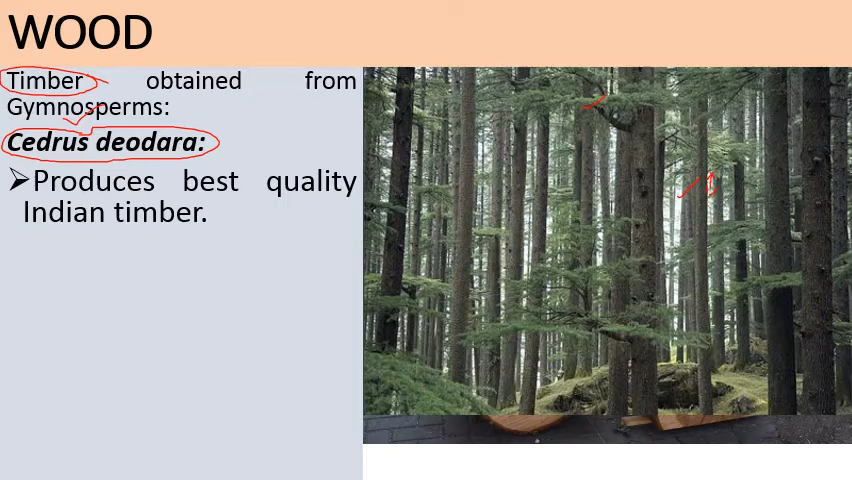 WOOD
Timber obtained from
Gymnosperms:
Cedrus deodara:
➢Produces best quality
Indian timber.